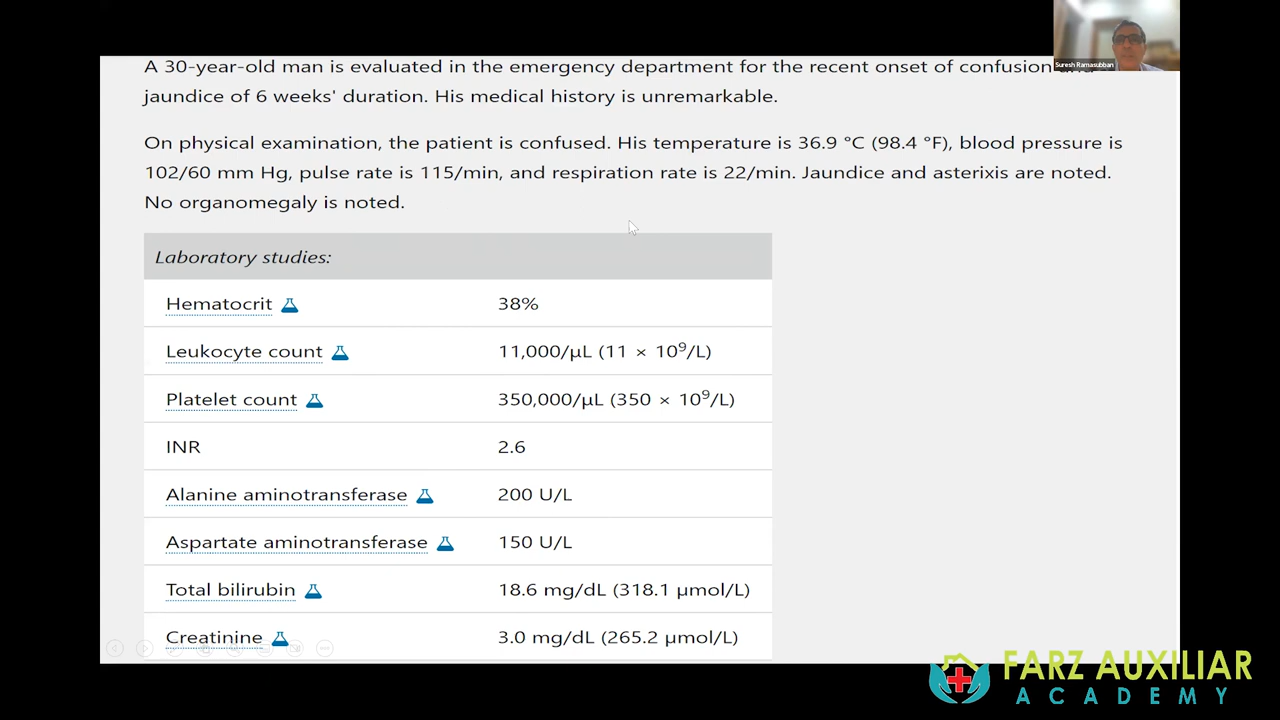 A 30-year-old man is evaluated in the emergency department for the recent onset of confusion and
jaundice of 6 weeks' duration. His medical history is unremarkable.
On physical examination, the patient is confused. His temperature is 36.9 °C (98.4 °F), blood pressure is
102/60 mm Hg, pulse rate is 115/min, and respiration rate is 22/min. Jaundice and asterixis are noted.
No organomegaly is noted.
Laboratory studies:
Hematocrit 38%
Leukocyte count 11,000/µL (11 × 10⁹/L)
Platelet count 350,000/µL (350 × 10⁹/L)
INR 2.6
Alanine aminotransferase 200 U/L
Aspartate aminotransferase 150 U/L
Total bilirubin 18.6 mg/dL (318.1 µmol/L)
Creatinine 3.0 mg/dL (265.2 µmol/L)
Suresh Ramasubban
FARZ AUXILIAR
ACADEMY